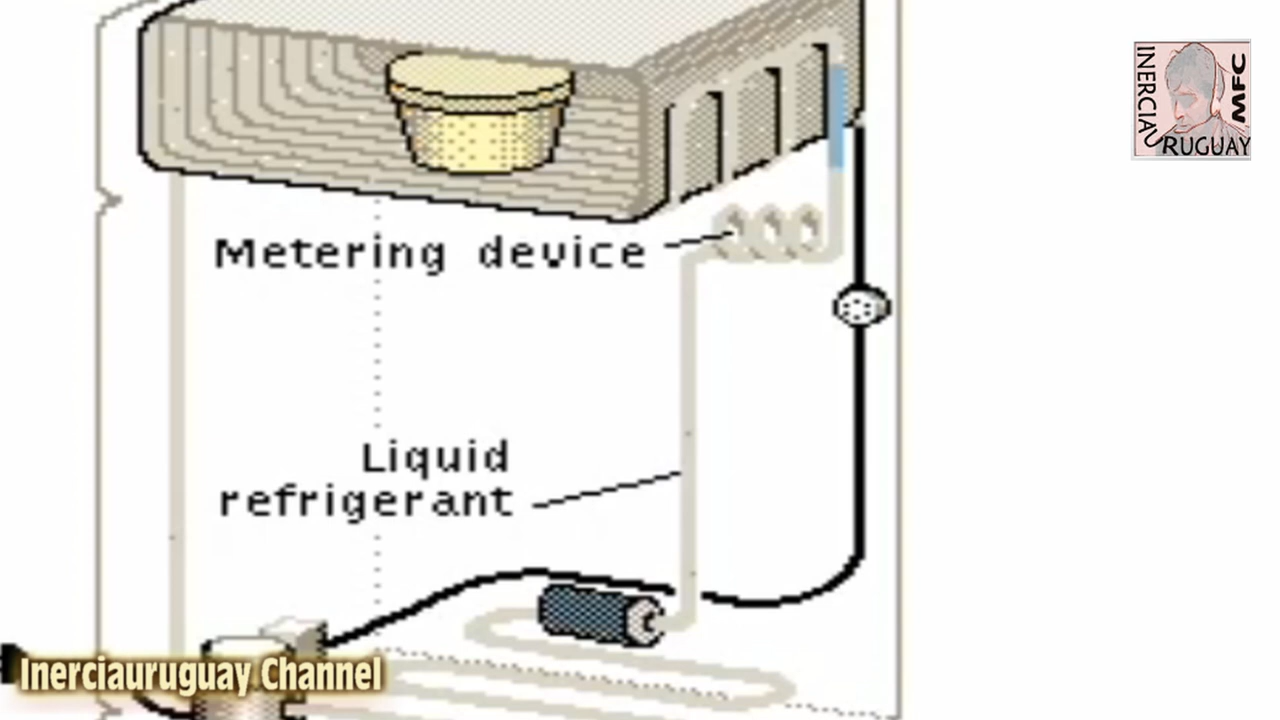 INERCIA
URUGUAY
MFC
Metering device
Liquid
refrigerant
Inerciauruguay Channel